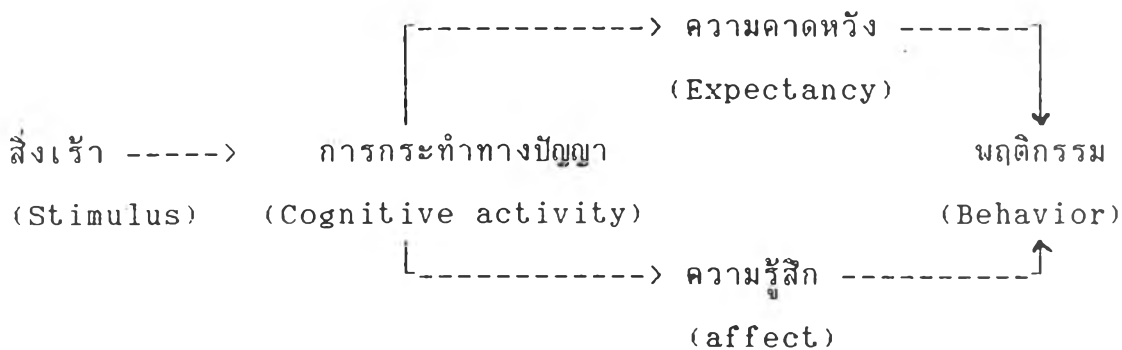 ความคาดหวัง
(Expectancy)
สิ่งเร้า -----> การกระทำทางปัญญา พฤติกรรม
(Stimulus) (Cognitive activity) (Behavior)
ความรู้สึก
(affect)